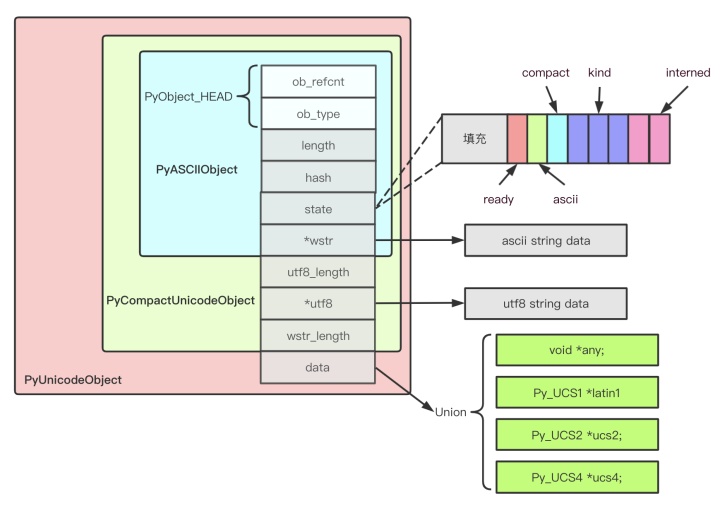 PyObject_HEAD
ob_refcnt
ob_type
length
PyASCIIObject
hash
state
*wstr
utf8_length
PyCompactUnicodeObject
*utf8
wstr_length
data
PyUnicodeObject
compact
kind
interned
填充
ready
ascii
ascii string data
utf8 string data
Union
void *any;
Py_UCS1 *latin1
Py_UCS2 *ucs2;
Py_UCS4 *ucs4;